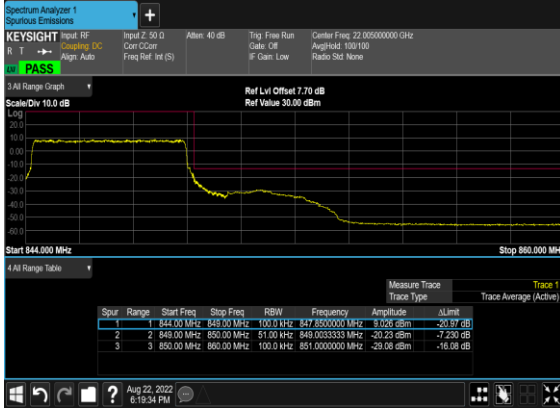 Spectrum Analyzer 1
Spurious Emissions
KEYSIGHT Input: RF Input Z: 50 Ω Atten: 40 dB Trig: Free Run Center Freq: 22.005000000 GHz
R T Coupling: DC Corr CCorr Gate: Off Avg|Hold: 100/100
Align: Auto Freq Ref: Int (S) IF Gain: Low Radio Std: None
PASS
3 All Range Graph
Ref Lvl Offset 7.70 dB
Scale/Div 10.0 dB Ref Value 30.00 dBm
Log
20.0
10.0
0.00
-10.0
-20.0
-30.0
-40.0
-50.0
-60.0
Start 844.000 MHz Stop 860.000 MH
4 All Range Table
Measure Trace Trace 1
Trace Type Trace Average (Active)
Spur Range Start Freq Stop Freq RBW Frequency Amplitude ΔLimit
1 1 844.00 MHz 849.00 MHz 100.0 kHz 847.8500000 MHz 9.026 dBm -20.97 dB
2 2 849.00 MHz 850.00 MHz 51.00 kHz 849.0033333 MHz -20.23 dBm -7.230 dB
3 3 850.00 MHz 860.00 MHz 100.0 kHz 851.0000000 MHz -29.08 dBm -16.08 dB
Aug 22, 2022
6:19:34 PM